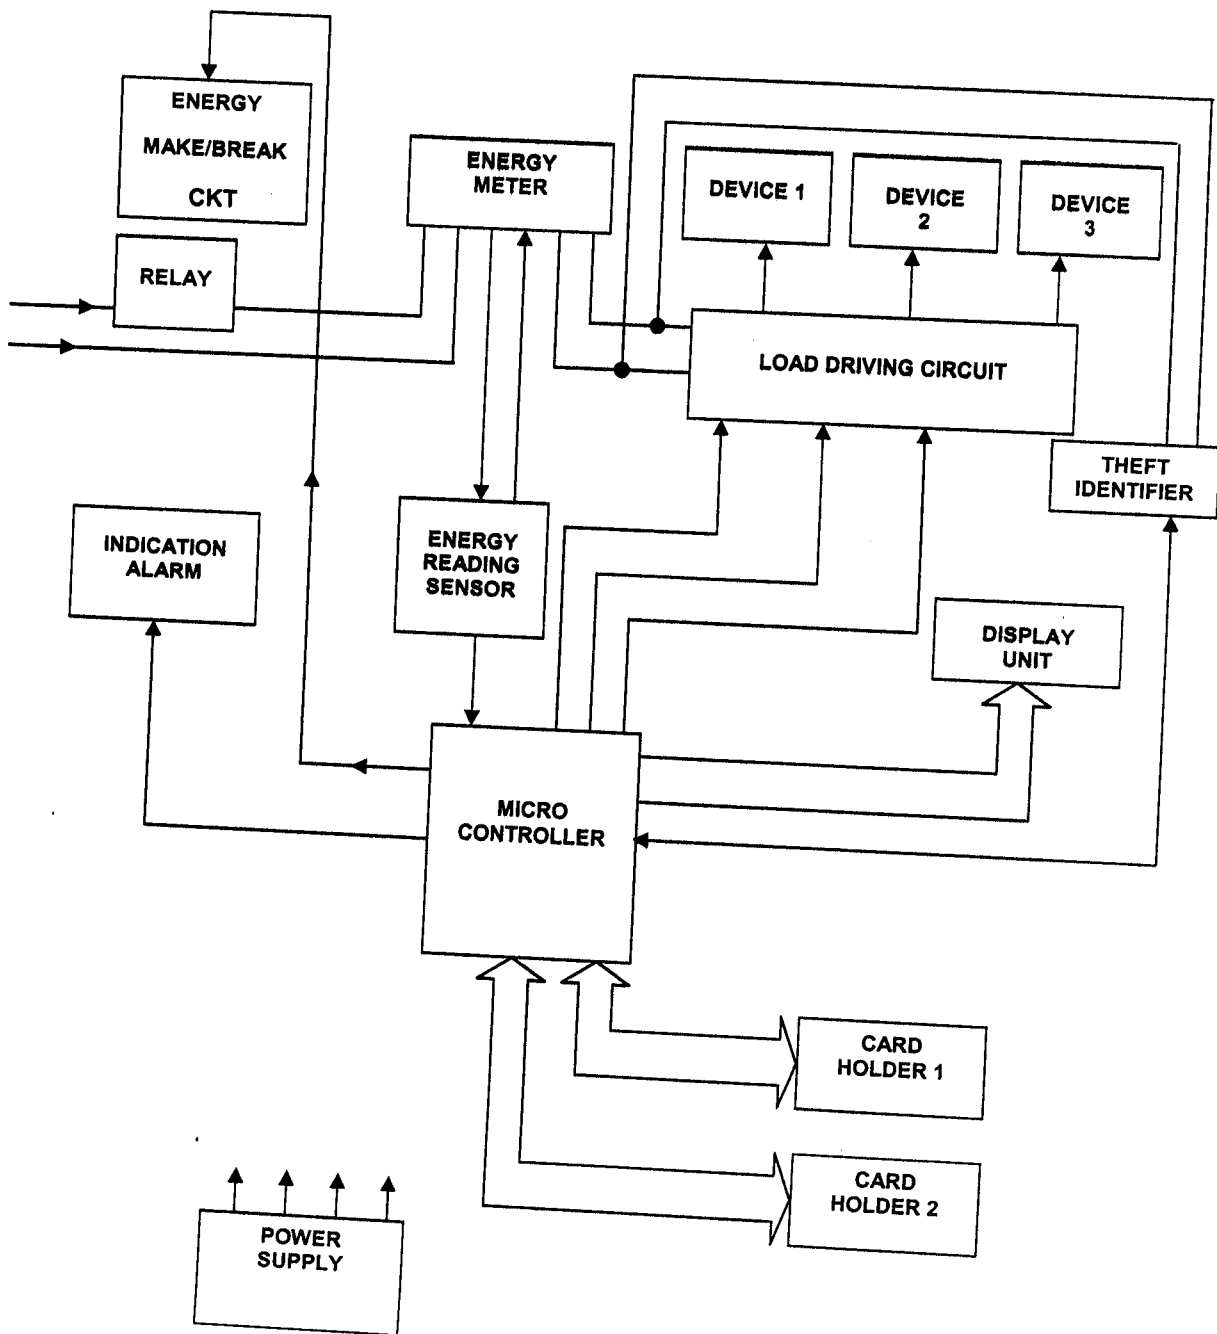 ENERGY
MAKE/BREAK
CKT
ENERGY
METER
DEVICE 1
DEVICE
2
DEVICE
3
RELAY
LOAD DRIVING CIRCUIT
THEFT
IDENTIFIER
INDICATION
ALARM
ENERGY
READING
SENSOR
DISPLAY
UNIT
MICRO
CONTROLLER
CARD
HOLDER 1
CARD
HOLDER 2
POWER
SUPPLY